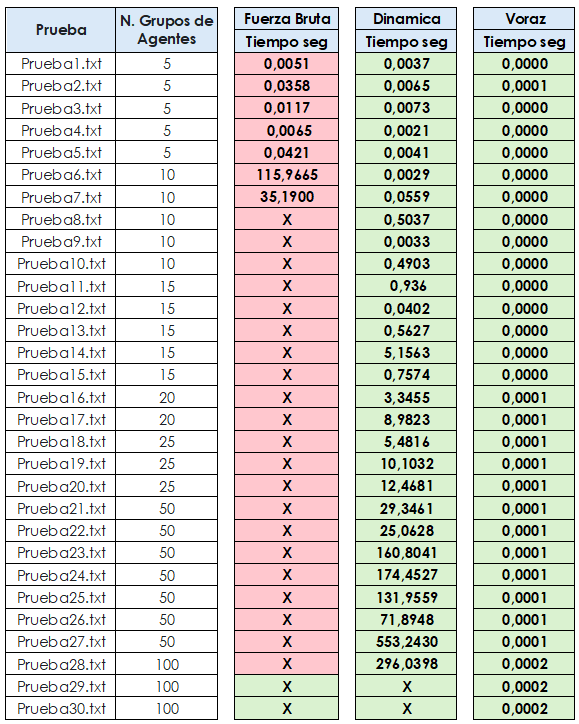 Prueba N. Grupos de Agentes Fuerza Bruta Dinamica Voraz
Tiempo seg Tiempo seg Tiempo seg
Prueba1.txt 5 0,0051 0,0037 0,0000
Prueba2.txt 5 0,0358 0,0065 0,0001
Prueba3.txt 5 0,0117 0,0073 0,0000
Prueba4.txt 5 0,0065 0,0021 0,0000
Prueba5.txt 5 0,0421 0,0041 0,0000
Prueba6.txt 10 115,9665 0,0029 0,0000
Prueba7.txt 10 35,1900 0,0559 0,0000
Prueba8.txt 10 X 0,5037 0,0000
Prueba9.txt 10 X 0,0033 0,0000
Prueba10.txt 10 X 0,4903 0,0000
Prueba11.txt 15 X 0,936 0,0000
Prueba12.txt 15 X 0,0402 0,0000
Prueba13.txt 15 X 0,5627 0,0000
Prueba14.txt 15 X 5,1563 0,0000
Prueba15.txt 15 X 0,7574 0,0000
Prueba16.txt 20 X 3,3455 0,0001
Prueba17.txt 20 X 8,9823 0,0001
Prueba18.txt 25 X 5,4816 0,0001
Prueba19.txt 25 X 10,1032 0,0001
Prueba20.txt 25 X 12,4681 0,0001
Prueba21.txt 50 X 29,3461 0,0001
Prueba22.txt 50 X 25,0628 0,0001
Prueba23.txt 50 X 160,8041 0,0001
Prueba24.txt 50 X 174,4527 0,0001
Prueba25.txt 50 X 131,9559 0,0001
Prueba26.txt 50 X 71,8948 0,0001
Prueba27.txt 50 X 553,2430 0,0001
Prueba28.txt 100 X 296,0398 0,0002
Prueba29.txt 100 X X 0,0002
Prueba30.txt 100 X X 0,0002